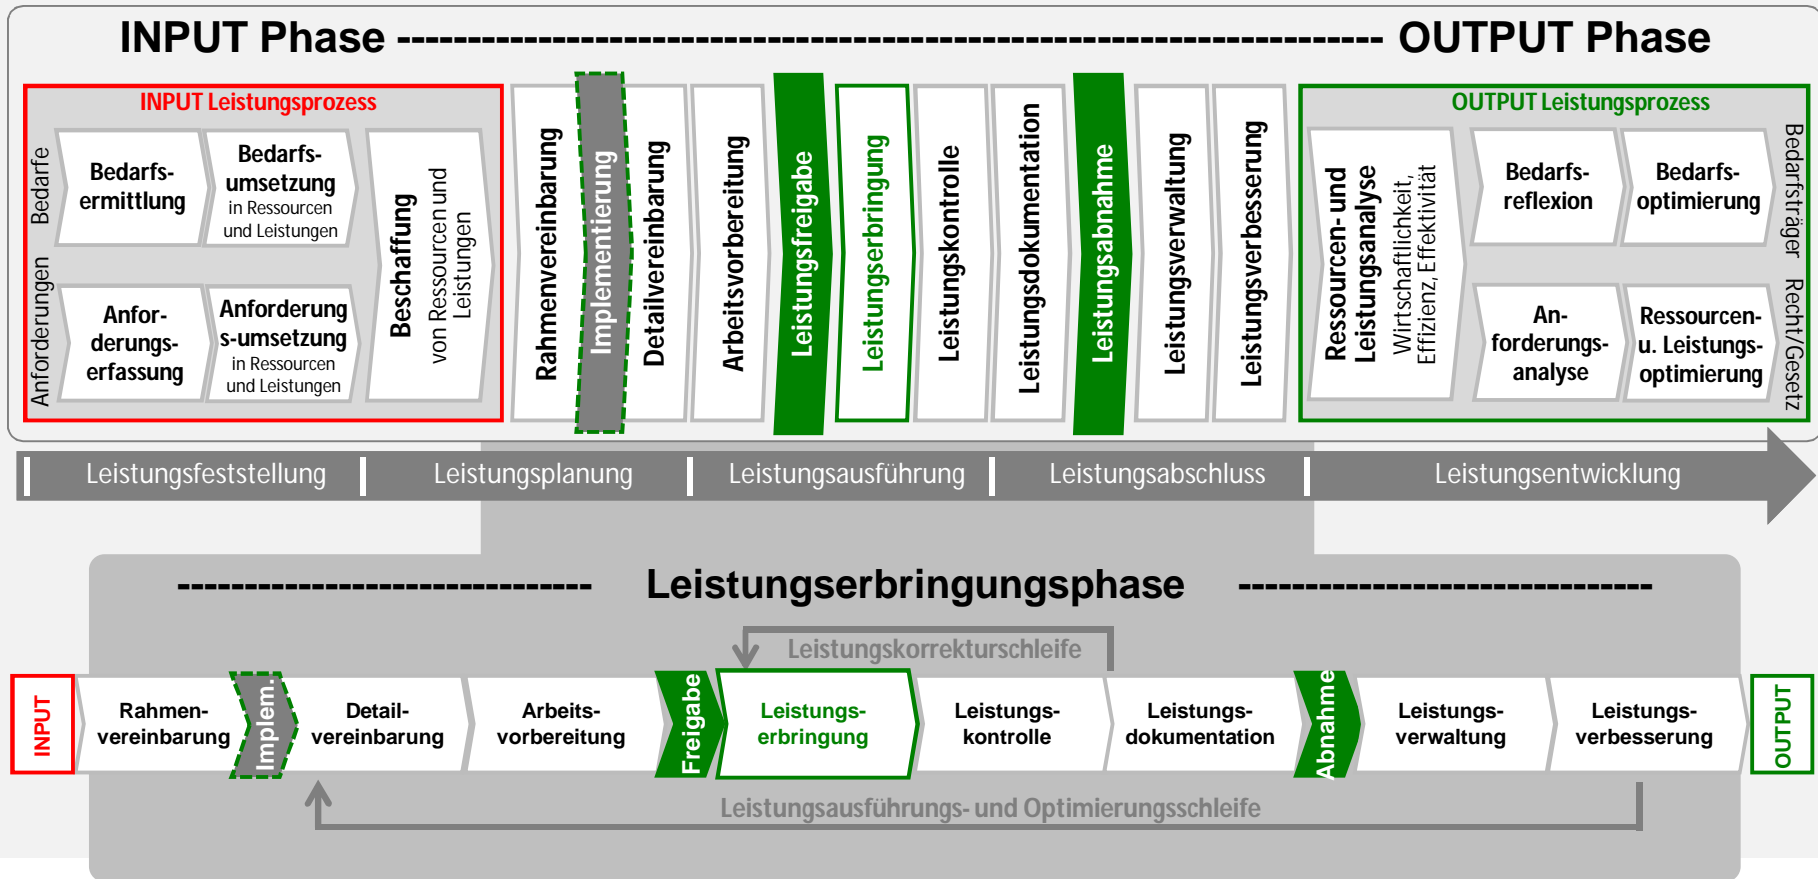 INPUT Phase ------------------------------------------------------------ OUTPUT Phase
INPUT Leistungsprozess
Bedarfe
Bedarfs-
ermittlung
Bedarfs-
umsetzung
in Ressourcen
und Leistungen
Anforderungen
Anfor-
derungs-
erfassung
Anforderung
s-umsetzung
in Ressourcen
und Leistungen
Beschaffung
von Ressourcen und
Leistungen
Rahmenvereinbarung
Implementierung
Detailvereinbarung
Arbeitsvorbereitung
Leistungsfreigabe
Leistungserbringung
Leistungskontrolle
Leistungsdokumentation
Leistungsabnahme
Leistungsverwaltung
Leistungsverbesserung
OUTPUT Leistungsprozess
Ressourcen- und
Leistungsanalyse
Wirtschaftlichkeit,
Effizienz, Effektivität
Bedarfs-
reflexion
Bedarfs-
optimierung
Bedarfsträger
An-
forderungs-
analyse
Ressourcen-
u. Leistungs-
optimierung
Recht/Gesetz
Leistungsfeststellung
Leistungsplanung
Leistungsausführung
Leistungsabschluss
Leistungsentwicklung
------------------------------- Leistungserbringungsphase -------------------------------
Leistungskorrekturschleife
INPUT
Rahmen-
vereinbarung
Implem.
Detail-
vereinbarung
Arbeits-
vorbereitung
Freigabe
Leistungs-
erbringung
Leistungs-
kontrolle
Leistungs-
dokumentation
Abnahme
Leistungs-
verwaltung
Leistungs-
verbesserung
OUTPUT
Leistungsausführungs- und Optimierungsschleife